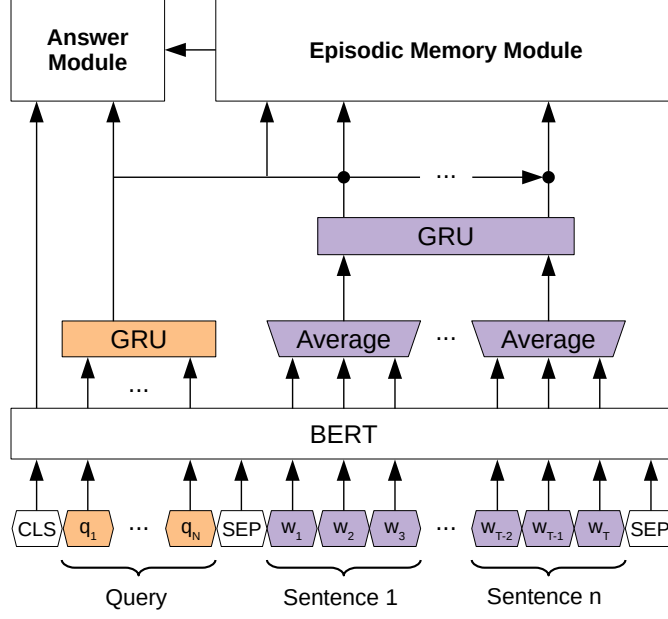 Answer
Module
Episodic Memory Module
...
GRU
GRU
Average
...
Average
...
BERT
CLS
q1
...
qN
SEP
w1
w2
w3
...
wT-2
wT-1
wT
SEP
Query
Sentence 1
Sentence n